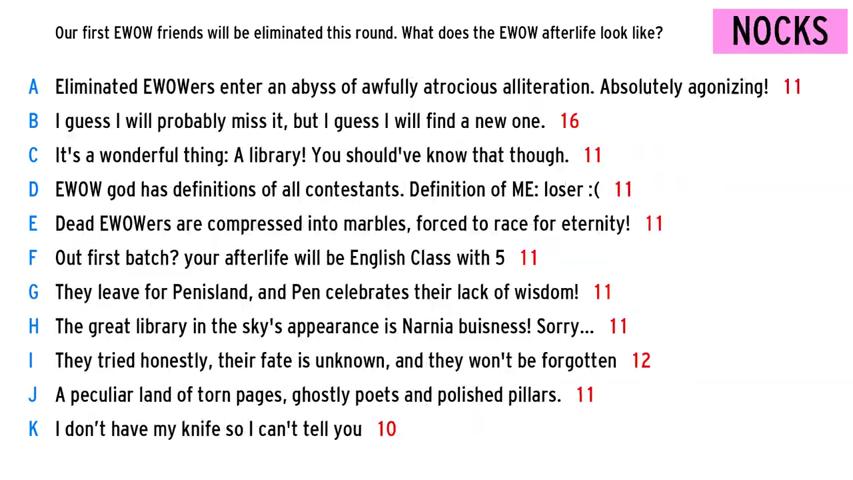 Our first EWOW friends will be eliminated this round. What does the EWOW afterlife look like?
NOCKS
A Eliminated EWOWers enter an abyss of awfully atrocious alliteration. Absolutely agonizing! 11
B I guess I will probably miss it, but I guess I will find a new one. 16
C It's a wonderful thing: A library! You should've know that though. 11
D EWOW god has definitions of all contestants. Definition of ME: loser :( 11
E Dead EWOWers are compressed into marbles, forced to race for eternity! 11
F Out first batch? your afterlife will be English Class with 5 11
G They leave for Penisland, and Pen celebrates their lack of wisdom! 11
H The great library in the sky's appearance is Narnia buisness! Sorry... 11
I They tried honestly, their fate is unknown, and they won't be forgotten 12
J A peculiar land of torn pages, ghostly poets and polished pillars. 11
K I don't have my knife so I can't tell you 10